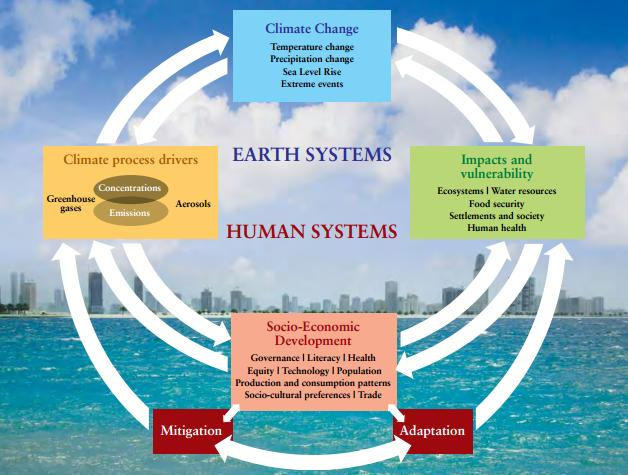 Climate Change
Temperature change
Precipitation change
Sea Level Rise
Extreme events
Climate process drivers
Concentrations
Greenhouse
gases
Aerosols
Emissions
EARTH SYSTEMS
HUMAN SYSTEMS
Impacts and
vulnerability
Ecosystems | Water resources
Food security
Settlements and society
Human health
Socio-Economic
Development
Governance | Literacy | Health
Equity | Technology | Population
Production and consumption patterns
Socio-cultural preferences | Trade
Mitigation
Adaptation